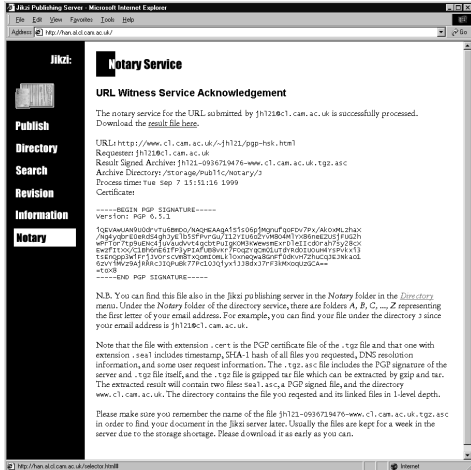 Jikzi Publishing Server - Microsoft Internet Explorer
File Edit View Favorites Tools Help
Address http://han.al.cl.cam.ac.uk/ Go
Jikzi:
Publish
Directory
Search
Revision
Information
Notary
Notary Service
URL Witness Service Acknowledgement
The notary service for the URL submitted by jhl21@cl.cam.ac.uk is successfully processed.
Download the result file here.
URL: http://www.cl.cam.ac.uk/~jhl21/pgp-hsk.html
Requester: jhl21@cl.cam.ac.uk
Result Signed Archive: jhl21-0936719476-www.cl.cam.ac.uk.tgz.asc
Archive Directory: /Storage/Public/Notary/J
Process time: Tue Sep 7 15:51:16 1999
Certificate:
-----BEGIN PGP SIGNATURE-----
Version: PGP 6.5.1
=toXB
-----END PGP SIGNATURE-----
N.B. You can find this file also in the Jikzi publishing server in the Notary folder in the Directory
menu. Under the Notary folder of the directory service, there are folders A, B, C, ..., Z representing
the first letter of your email address. For example, you can find your file under the directory J since
your email address is jhl21@cl.cam.ac.uk.
Note that the file with extension .cert is the PGP certificate file of the .tgz file and that one with
extension .seal includes timestamp, SHA-1 hash of all files you requested, DNS resolution
information, and some user request information. The .tgz.asc file includes the PGP signature of
the server and .tgz file itself, and the .tgz file is gzipped tar file which can be extracted by gzip and tar.
The extracted result will contain two files: seal.asc, a PGP signed file, and the directory
www.cl.cam.ac.uk. The directory contains the file you reqested and its linked files in 1-level depth.
Please make sure you remember the name of the file jhl21-0936719476-www.cl.cam.ac.uk.tgz.asc
in order to find your document in the Jikzi server later. Usually the files are kept for a week in the
server due to the storage shortage. Please download it as early as you can.
http://han.al.cl.cam.ac.uk/selector.html# Internet